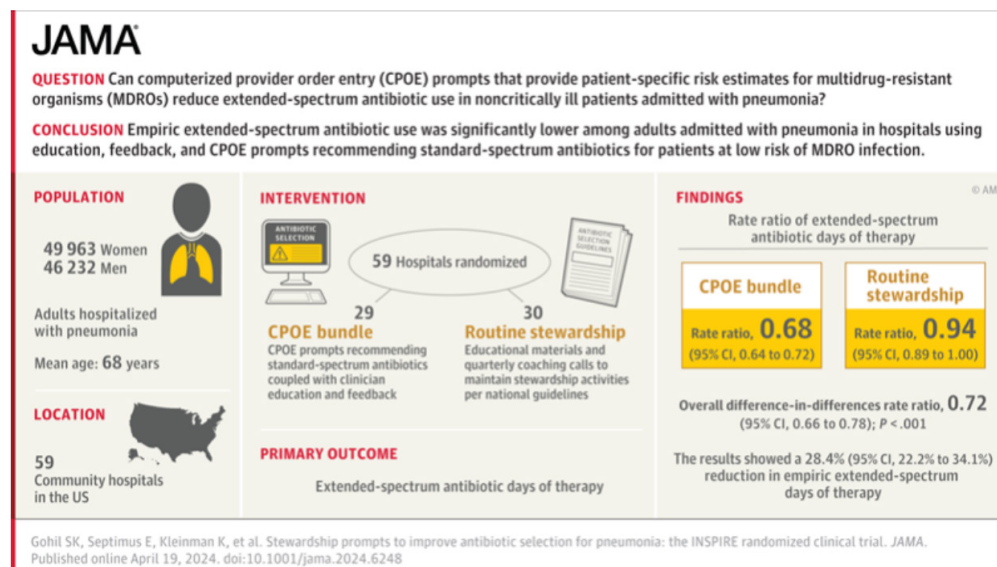 JAMA
QUESTION Can computerized provider order entry (CPOE) prompts that provide patient-specific risk estimates for multidrug-resistant
organisms (MDROs) reduce extended-spectrum antibiotic use in noncritically ill patients admitted with pneumonia?
CONCLUSION Empiric extended-spectrum antibiotic use was significantly lower among adults admitted with pneumonia in hospitals using
education, feedback, and CPOE prompts recommending standard-spectrum antibiotics for patients at low risk of MDRO infection.
POPULATION
49 963 Women
46 232 Men
Adults hospitalized
with pneumonia
Mean age: 68 years
LOCATION
59
Community hospitals
in the US
INTERVENTION
ANTIBIOTIC
SELECTION
59 Hospitals randomized
ANTIBIOTIC
SELECTION
GUIDELINES
29
CPOE bundle
CPOE prompts recommending
standard-spectrum antibiotics
coupled with clinician
education and feedback
30
Routine stewardship
Educational materials and
quarterly coaching calls to
maintain stewardship activities
per national guidelines
PRIMARY OUTCOME
Extended-spectrum antibiotic days of therapy
© AM
FINDINGS
Rate ratio of extended-spectrum
antibiotic days of therapy
CPOE bundle
Rate ratio, 0.68
(95% CI, 0.64 to 0.72)
Routine
stewardship
Rate ratio, 0.94
(95% CI, 0.89 to 1.00)
Overall difference-in-differences rate ratio, 0.72
(95% CI, 0.66 to 0.78); P < .001
The results showed a 28.4% (95% CI, 22.2% to 34.1%)
reduction in empiric extended-spectrum
days of therapy
Gohil SK, Septimus E, Kleinman K, et al. Stewardship prompts to improve antibiotic selection for pneumonia: the INSPIRE randomized clinical trial. JAMA.
Published online April 19, 2024. doi:10.1001/jama.2024.6248